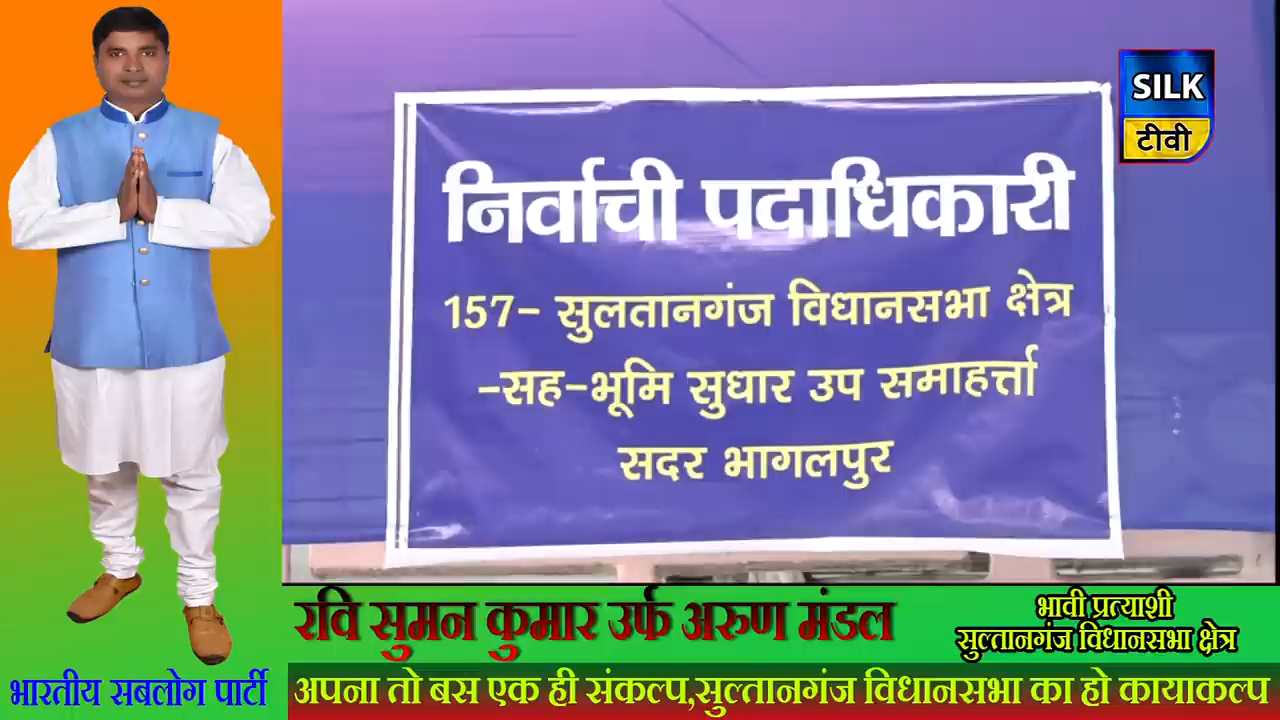 SILK
टीवी
निर्वाची पदाधिकारी
157- सुलतानगंज विधानसभा क्षेत्र
-सह-भूमि सुधार उप समाहर्त्ता
सदर भागलपुर
रवि सुमन कुमार उर्फ अरुण मंडल
भावी प्रत्याशी
सुल्तानगंज विधानसभा क्षेत्र
भारतीय सबलोग पार्टी
अपना तो बस एक ही संकल्प,सुल्तानगंज विधानसभा का हो कायाकल्प